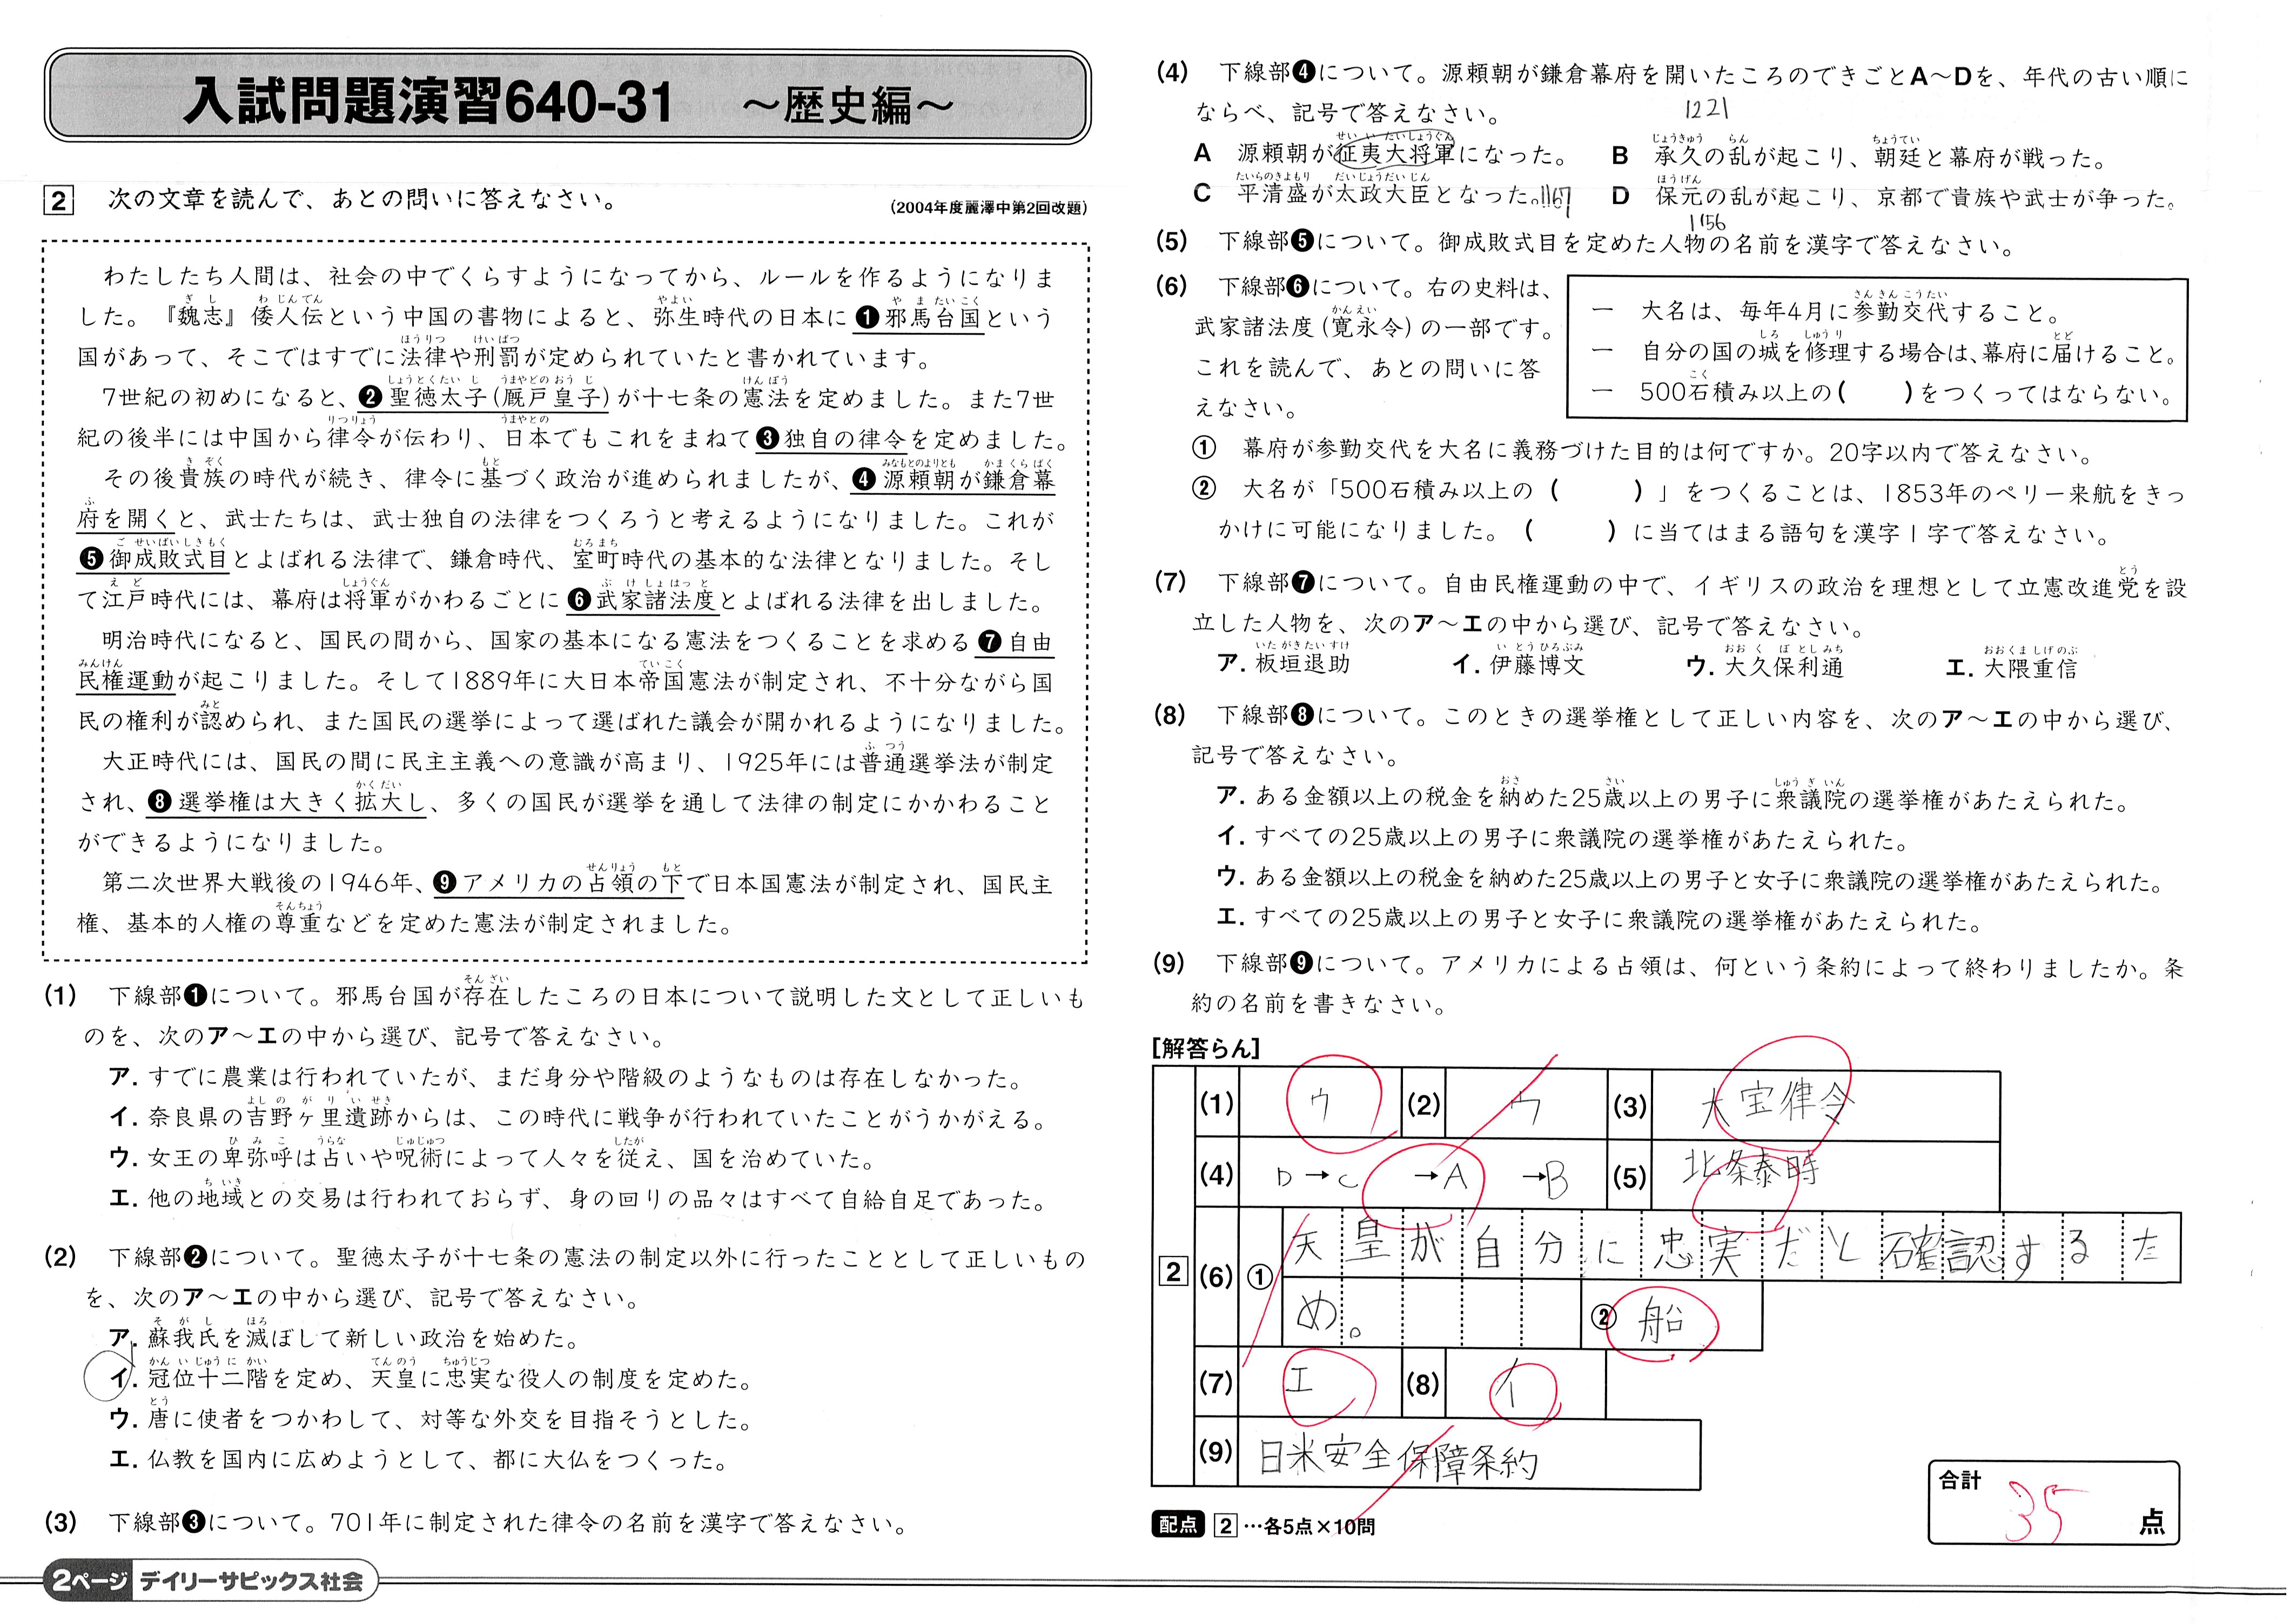 入試問題演習640-31 ～歴史編～
2 次の文章を読んで、あとの問いに答えなさい。
(2004年度麗澤中第2回改題)
わたしたち人間は、社会の中でくらすようになってから、ルールを作るようになりま
した。『魏志』倭人伝という中国の書物によると、弥生時代の日本に❶邪馬台国という
国があって、そこではすでに法律や刑罰が定められていたと書かれています。
7世紀の初めになると、❷聖徳太子(厩戸皇子)が十七条の憲法を定めました。また7世
紀の後半には中国から律令が伝わり、日本でもこれをまねて❸独自の律令を定めました。
その後貴族の時代が続き、律令に基づく政治が進められましたが、❹源頼朝が鎌倉幕
府を開くと、武士たちは、武士独自の法律をつくろうと考えるようになりました。これが
❺御成敗式目とよばれる法律で、鎌倉時代、室町時代の基本的な法律となりました。そし
て江戸時代には、幕府は将軍がかわるごとに❻武家諸法度とよばれる法律を出しました。
明治時代になると、国民の間から、国家の基本になる憲法をつくることを求める❼自由
民権運動が起こりました。そして1889年に大日本帝国憲法が制定され、不十分ながら国
民の権利が認められ、また国民の選挙によって選ばれた議会が開かれるようになりました。
大正時代には、国民の間に民主主義への意識が高まり、1925年には普通選挙法が制定
され、❽選挙権は大きく拡大し、多くの国民が選挙を通して法律の制定にかかわること
ができるようになりました。
第二次世界大戦後の1946年、❾アメリカの占領の下で日本国憲法が制定され、国民主
権、基本的人権の尊重などを定めた憲法が制定されました。
(1) 下線部❶について。邪馬台国が存在したころの日本について説明した文として正しいも
のを、次のア～エの中から選び、記号で答えなさい。
ア. すでに農業は行われていたが、まだ身分や階級のようなものは存在しなかった。
イ. 奈良県の吉野ヶ里遺跡からは、この時代に戦争が行われていたことがうかがえる。
ウ. 女王の卑弥呼は占いや呪術によって人々を従え、国を治めていた。
エ. 他の地域との交易は行われておらず、身の回りの品々はすべて自給自足であった。
(2) 下線部❷について。聖徳太子が十七条の憲法の制定以外に行ったこととして正しいもの
を、次のア～エの中から選び、記号で答えなさい。
ア. 蘇我氏を滅ぼして新しい政治を始めた。
イ. 冠位十二階を定め、天皇に忠実な役人の制度を定めた。
ウ. 唐に使者をつかわして、対等な外交を目指そうとした。
エ. 仏教を国内に広めようとして、都に大仏をつくった。
(3) 下線部❸について。701年に制定された律令の名前を漢字で答えなさい。
2ページ デイリーサピックス社会
(4) 下線部❹について。源頼朝が鎌倉幕府を開いたころのできごとA～Dを、年代の古い順に
ならべ、記号で答えなさい。
1221
A 源頼朝が征夷大将軍になった。 B 承久の乱が起こり、朝廷と幕府が戦った。
C 平清盛が太政大臣となった。1167 D 保元の乱が起こり、京都で貴族や武士が争った。
1156
(5) 下線部❺について。御成敗式目を定めた人物の名前を漢字で答えなさい。
(6) 下線部❻について。右の史料は、
武家諸法度(寛永令)の一部です。
これを読んで、あとの問いに答
えなさい。
一 大名は、毎年4月に参勤交代すること。
一 自分の国の城を修理する場合は、幕府に届けること。
一 500石積み以上の( )をつくってはならない。
① 幕府が参勤交代を大名に義務づけた目的は何ですか。20字以内で答えなさい。
② 大名が「500石積み以上の( )」をつくることは、1853年のペリー来航をきっ
かけに可能になりました。( )に当てはまる語句を漢字1字で答えなさい。
(7) 下線部❼について。自由民権運動の中で、イギリスの政治を理想として立憲改進党を設
立した人物を、次のア～エの中から選び、記号で答えなさい。
ア. 板垣退助 イ. 伊藤博文 ウ. 大久保利通 エ. 大隈重信
(8) 下線部❽について。このときの選挙権として正しい内容を、次のア～エの中から選び、
記号で答えなさい。
ア. ある金額以上の税金を納めた25歳以上の男子に衆議院の選挙権があたえられた。
イ. すべての25歳以上の男子に衆議院の選挙権があたえられた。
ウ. ある金額以上の税金を納めた25歳以上の男子と女子に衆議院の選挙権があたえられた。
エ. すべての25歳以上の男子と女子に衆議院の選挙権があたえられた。
(9) 下線部❾について。アメリカによる占領は、何という条約によって終わりましたか。条
約の名前を書きなさい。
[解答らん]
2
(1) ウ (2) ウ (3) 大宝律令
(4) D→C→A→B (5) 北条泰時
(6) ① 天皇が自分に忠実だと確認するた
め。 ② 船
(7) エ (8) イ
(9) 日米安全保障条約
配点 2 …各5点×10問
合計 35 点